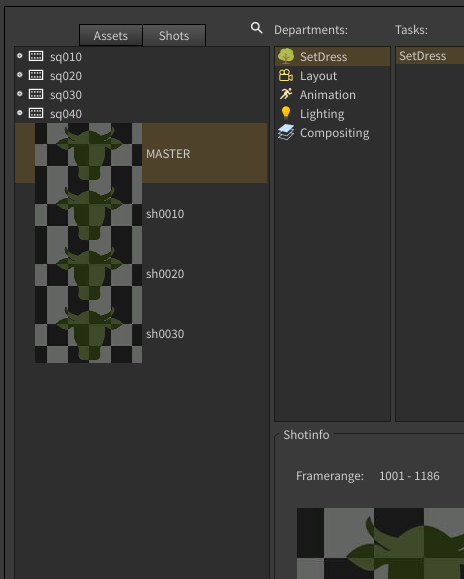 Assets Shots Departments: Tasks:
sq010
sq020
sq030
sq040
MASTER
sh0010
sh0020
sh0030
SetDress
Layout
Animation
Lighting
Compositing
SetDress
Shotinfo
Framerange: 1001 - 1186